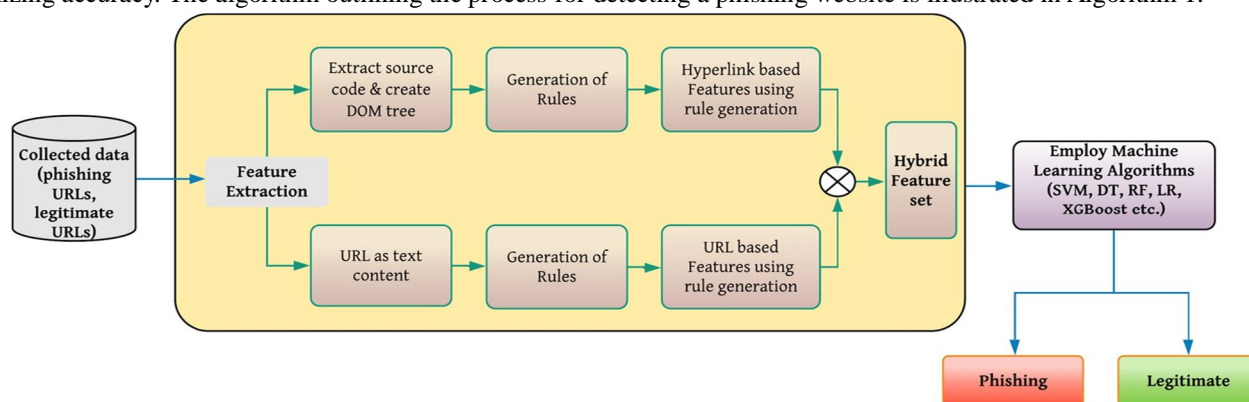 izing accuracy. The algorithm outlining the process for detecting a phishing website is illustrated in Algorithm 1.
Collected data
(phishing
URLs,
legitimate
URLs)
Feature
Extraction
Extract source
code & create
DOM tree
Generation of
Rules
Hyperlink based
Features using
rule generation
URL as text
content
Generation of
Rules
URL based
Features using
rule generation
Hybrid
Feature
set
Employ Machine
Learning Algorithms
(SVM, DT, RF, LR,
XGBoost etc.)
Phishing
Legitimate